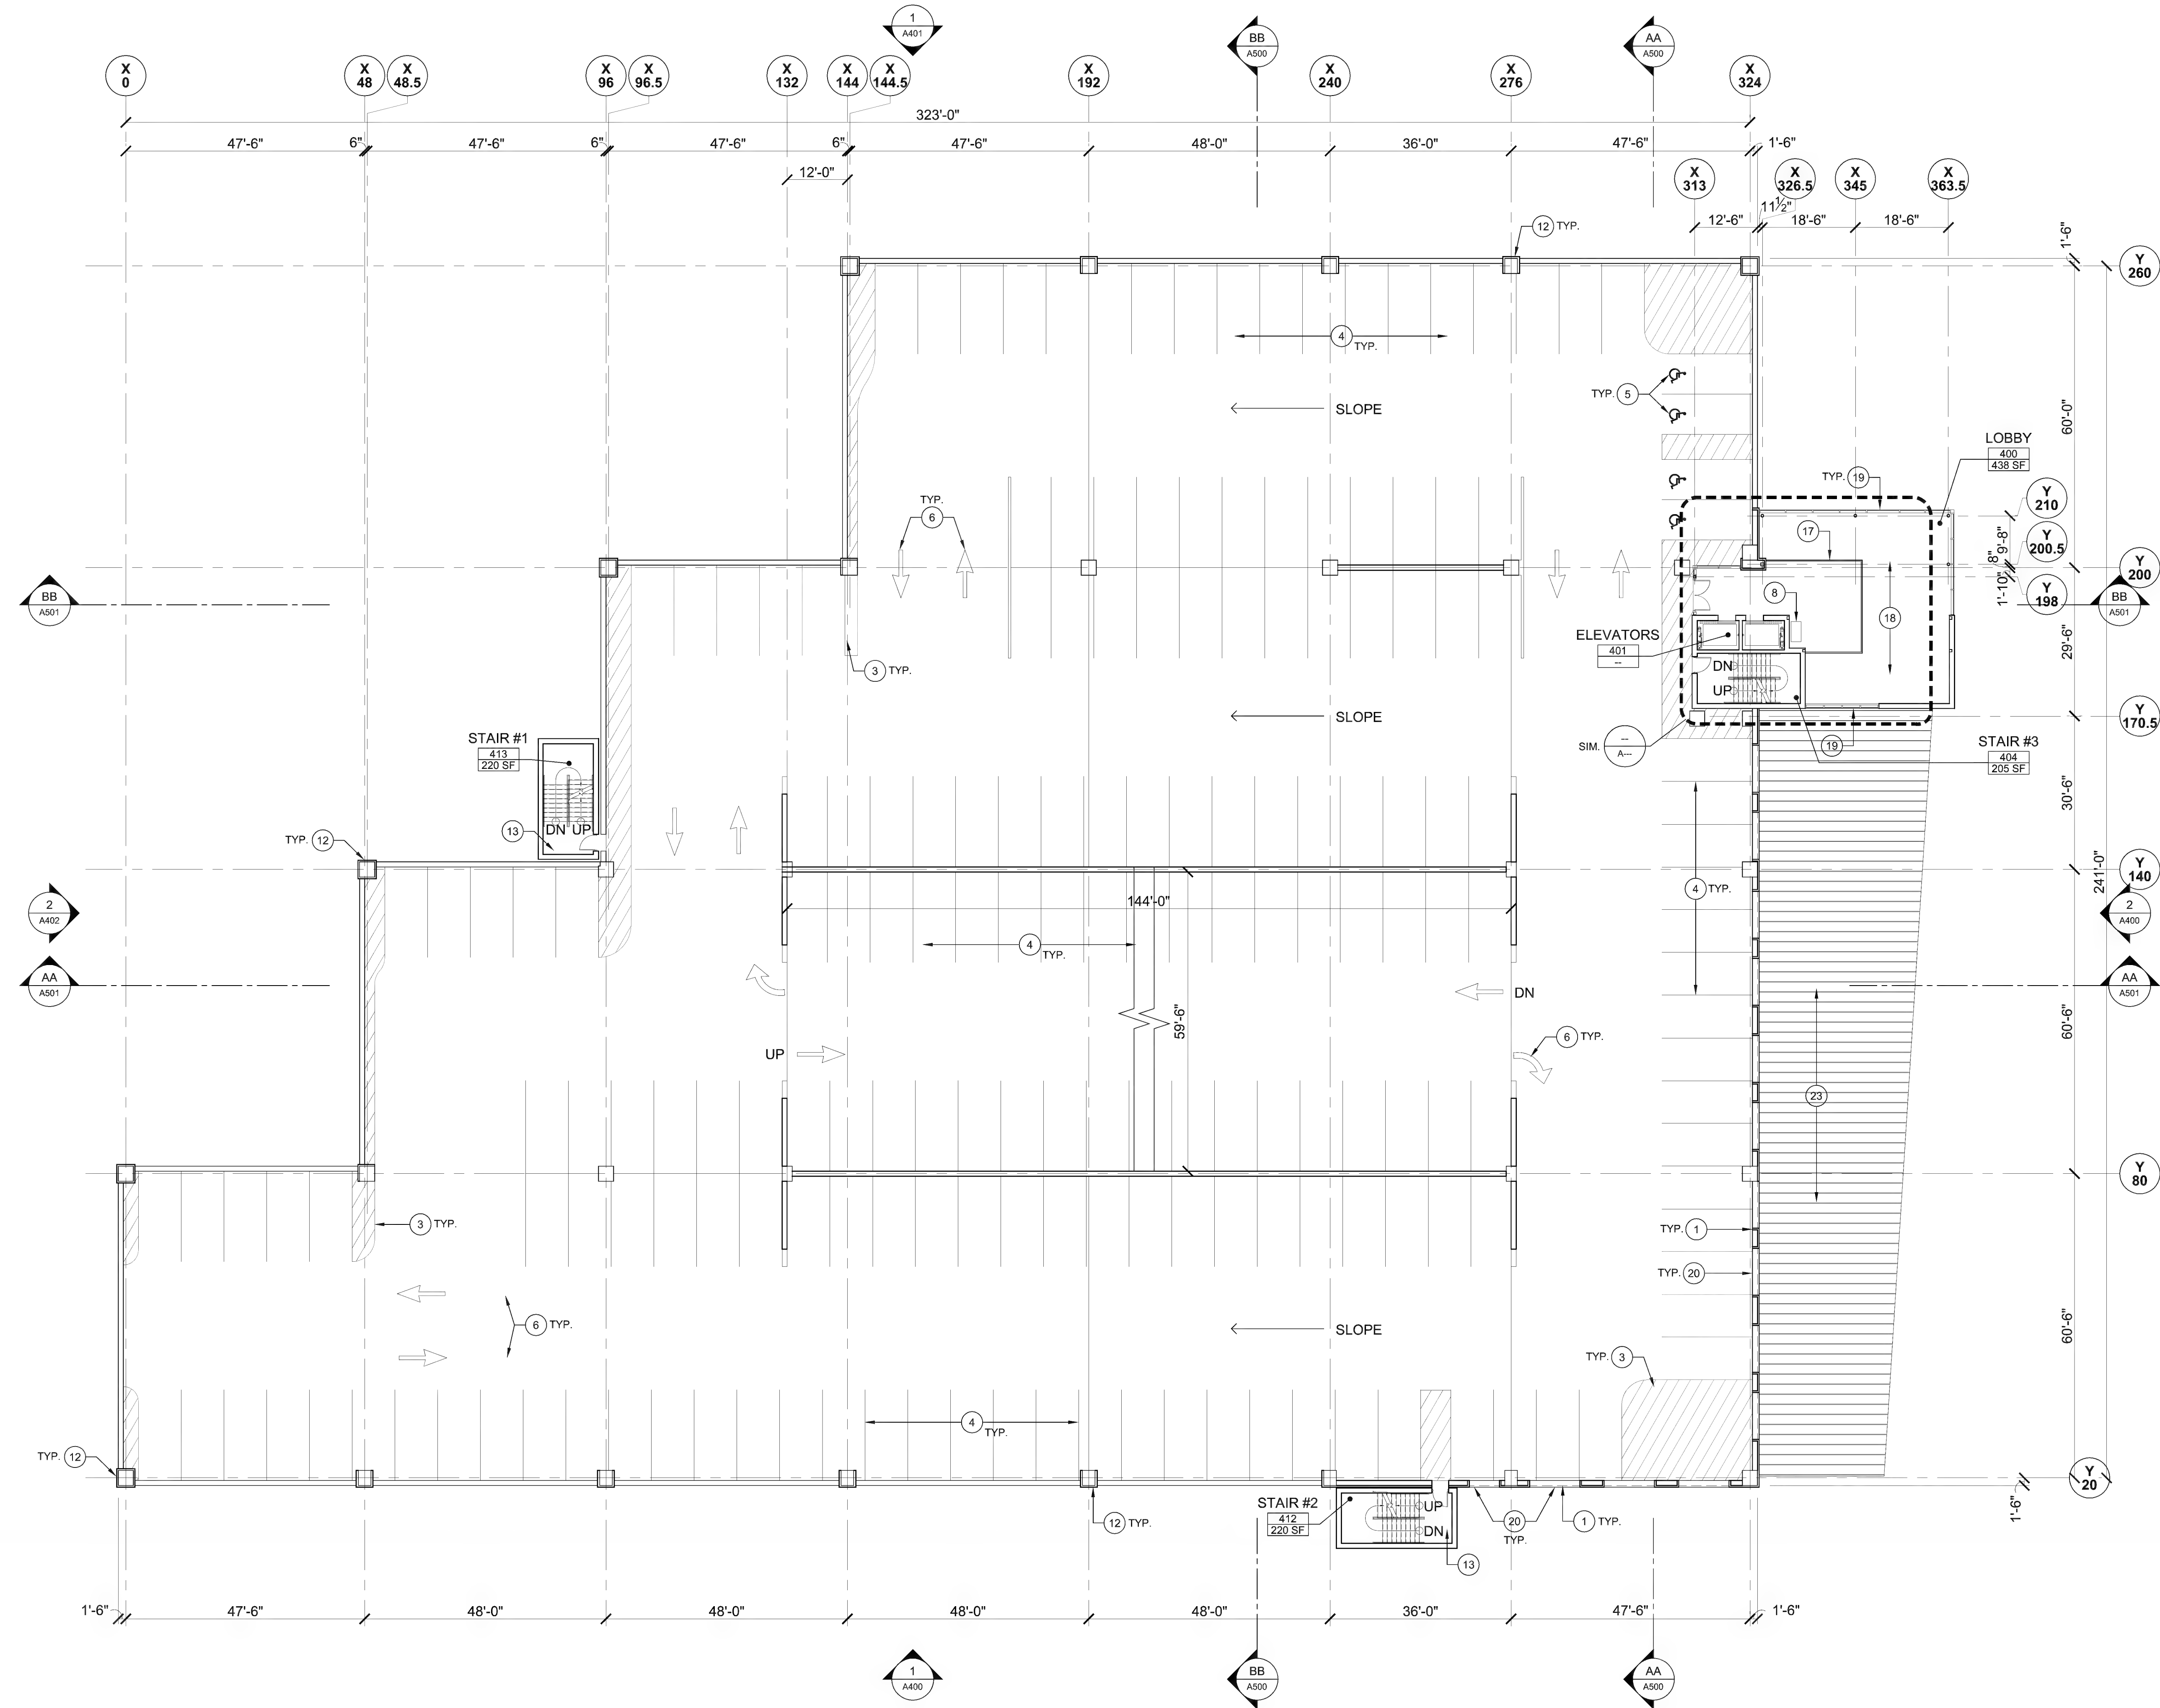 1
A401
BB
A500
AA
A500
X
0
X
48
X
48.5
X
96
X
96.5
X
132
X
144
X
144.5
X
192
X
240
X
276
X
324
323'-0"
47'-6"
6"
47'-6"
6"
47'-6"
6"
47'-6"
48'-0"
36'-0"
47'-6"
1'-6"
12'-0"
X
313
X
326.5
X
345
X
363.5
11½"
12'-6"
18'-6"
18'-6"
1'-6"
12 TYP.
Y
260
4
TYP.
TYP. 5
SLOPE
60'-0"
LOBBY
400
438 SF
TYP. 19
Y
210
TYP.
6
17
9'-8"
8"
Y
200.5
Y
200
1'-10"
Y
198
BB
A501
BB
A501
8
18
ELEVATORS
401
--
29'-6"
3 TYP.
DN
UP
SLOPE
Y
170.5
STAIR #1
413
220 SF
SIM.
--
A---
19
STAIR #3
404
205 SF
30'-6"
13
DN UP
TYP. 12
Y
140
241'-0"
4 TYP.
144'-0"
2
A402
2
A400
4
TYP.
AA
A501
AA
A501
DN
59'-6"
60'-6"
UP
6 TYP.
23
Y
80
3 TYP.
TYP. 1
TYP. 20
6 TYP.
SLOPE
60'-6"
TYP. 3
4
TYP.
TYP. 12
Y
20
1'-6"
STAIR #2
412
220 SF
UP
DN
12 TYP.
20
TYP.
1 TYP.
13
1'-6"
47'-6"
48'-0"
48'-0"
48'-0"
48'-0"
36'-0"
47'-6"
1'-6"
1
A400
BB
A500
AA
A500